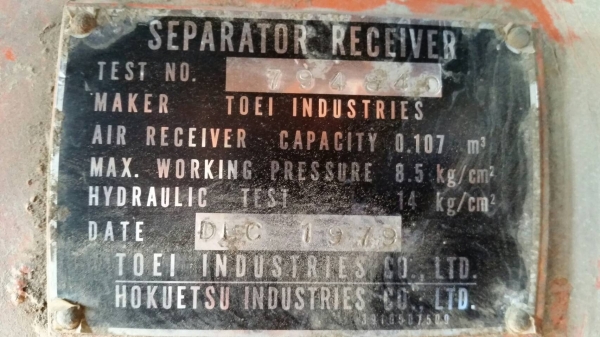 SEPARATOR RECEIVER
TEST NO.
MAKER TOEI INDUSTRIES
AIR RECEIVER CAPACITY 0.107 m³
MAX. WORKING PRESSURE 8.5 kg/cm²
HYDRAULIC TEST 14 kg/cm²
DATE DEC 1979
TOEI INDUSTRIES CO., LTD.
HOKUETSU INDUSTRIES CO., LTD.